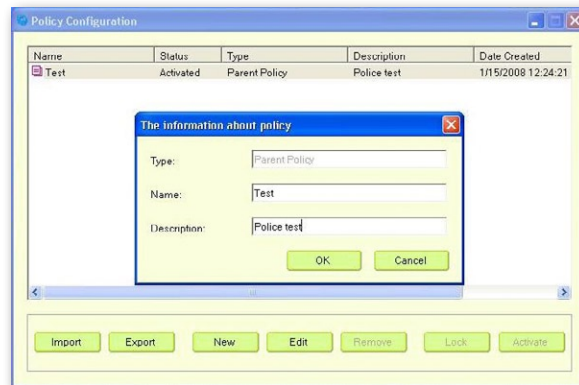 Policy Configuration
Name Status Type Description Date Created
Test Activated Parent Policy Police test 1/15/2008 12:24:21
The information about policy
Type: Parent Policy
Name: Test
Description: Police test
OK Cancel
Import Export New Edit Remove Lock Activate